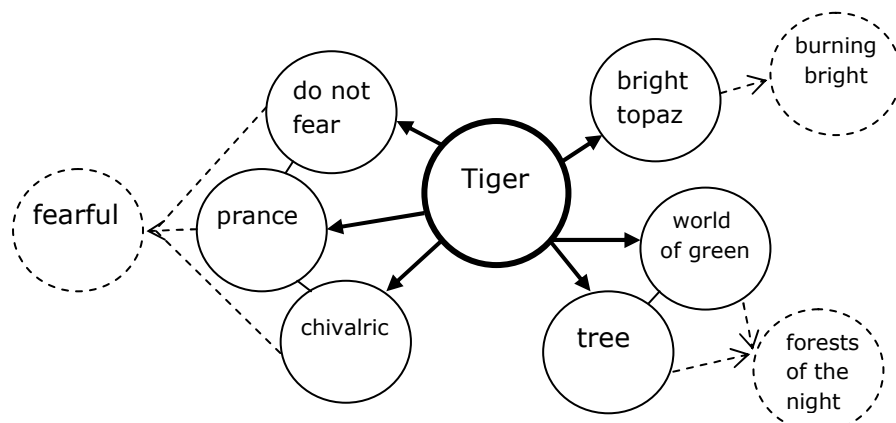 burning
bright
do not
fear
bright
topaz
Tiger
fearful
prance
world
of green
chivalric
tree
forests
of the
night